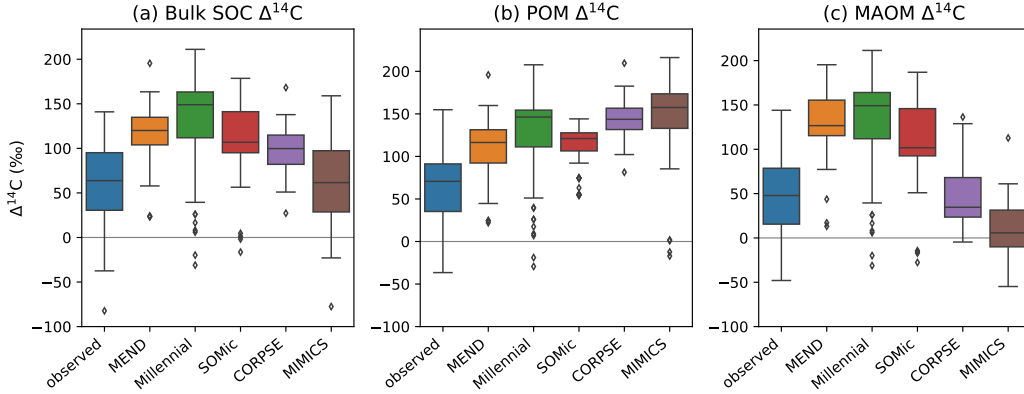 (a) Bulk SOC Δ¹⁴C
(b) POM Δ¹⁴C
(c) MAOM Δ¹⁴C
Δ¹⁴C (‰)
200
150
100
50
0
−50
−100
observed
MEND
Millennial
SOMic
CORPSE
MIMICS
200
150
100
50
0
−50
−100
observed
MEND
Millennial
SOMic
CORPSE
MIMICS
200
150
100
50
0
−50
−100
observed
MEND
Millennial
SOMic
CORPSE
MIMICS